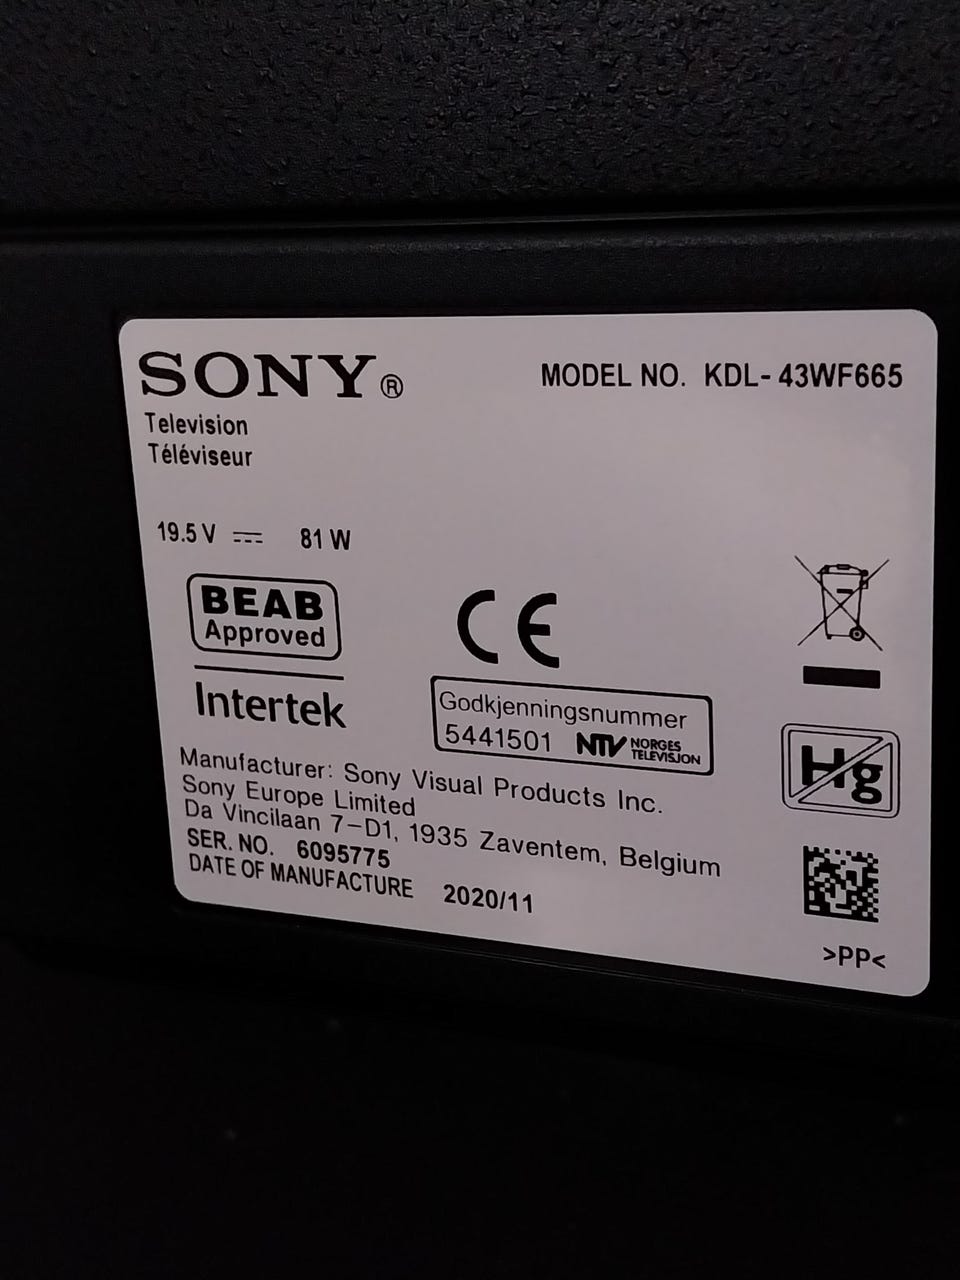 SONY®
MODEL NO. KDL-43WF665
Television
Téléviseur
19.5 V ⎓ 81 W
BEAB
Approved
Intertek
CE
Godkjenningsnummer
5441501 NTV NORGES
TELEVISJON
Hg
Manufacturer: Sony Visual Products Inc.
Sony Europe Limited
Da Vincilaan 7-D1, 1935 Zaventem, Belgium
SER. NO. 6095775
DATE OF MANUFACTURE 2020/11
>PP<